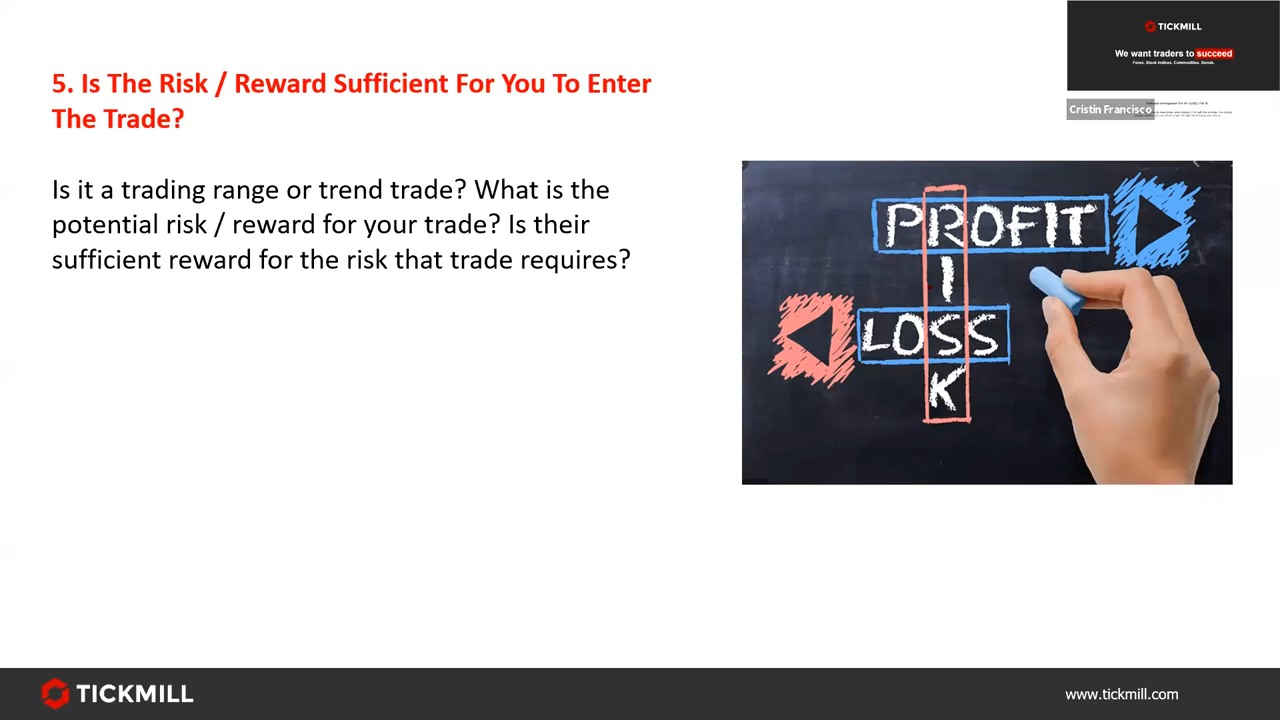 5. Is The Risk / Reward Sufficient For You To Enter
The Trade?
Is it a trading range or trend trade? What is the
potential risk / reward for your trade? Is their
sufficient reward for the risk that trade requires?
TICKMILL
We want traders to succeed
Forex. Stock Indices. Commodities. Bonds.
Cristin Francisco
PROFIT
RISK
LOSS
TICKMILL
www.tickmill.com